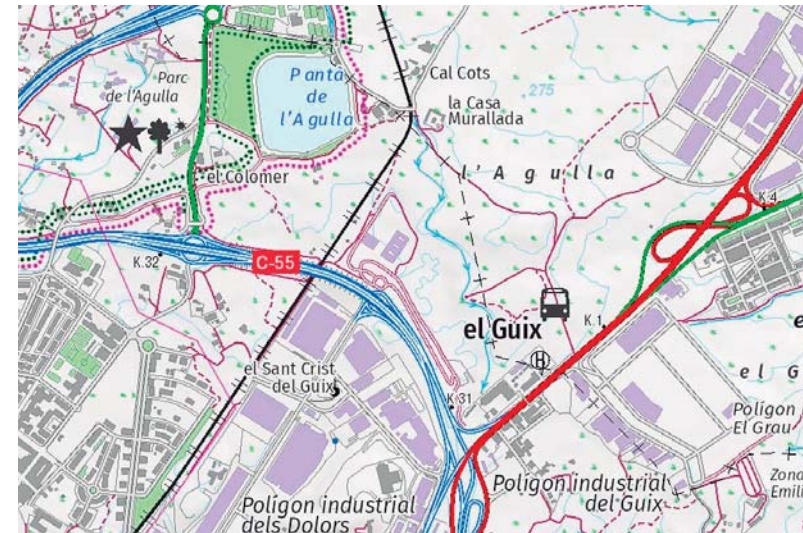 Parc
de l'Agulla
Pantà
de
l'Agulla
Cal Cots
la Casa
Murallada
275
l'Agulla
el Colomer
K.4
K.32
C-55
el Guix
K.1
H
el Sant Crist
del Guix
K.31
e
el G
Polígon
El Grau
Polígon industrial
dels Dolors
Polígon industrial
del Guix
Zona
Emili